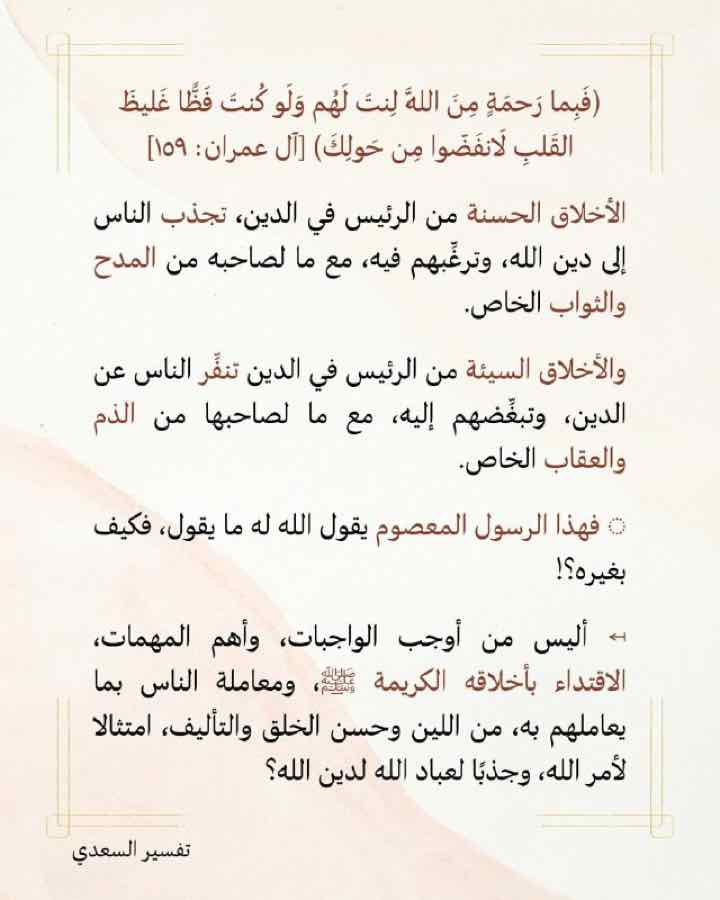 (فَبِما رَحمَةٍ مِنَ اللهَّ لِنتَ لَهُم وَلَو كُنتَ فَظًّا غَليظَ
القَلبِ لَانفَضّوا مِن حَولِكَ) [آل عمران: ١٥٩]
الأخلاق الحسنة من الرئيس في الدين، تجذب الناس
إلى دين الله، وترغِّبهم فيه، مع ما لصاحبه من المدح
والثواب الخاص.
والأخلاق السيئة من الرئيس في الدين تنفِّر الناس عن
الدين، وتبغِّضهم إليه، مع ما لصاحبها من الذم
والعقاب الخاص.
◌ فهذا الرسول المعصوم يقول الله له ما يقول، فكيف
بغيره؟!
↤ أليس من أوجب الواجبات، وأهم المهمات،
الاقتداء بأخلاقه الكريمة ﷺ، ومعاملة الناس بما
يعاملهم به، من اللين وحسن الخلق والتأليف، امتثالا
لأمر الله، وجذبًا لعباد الله لدين الله؟
تفسير السعدي